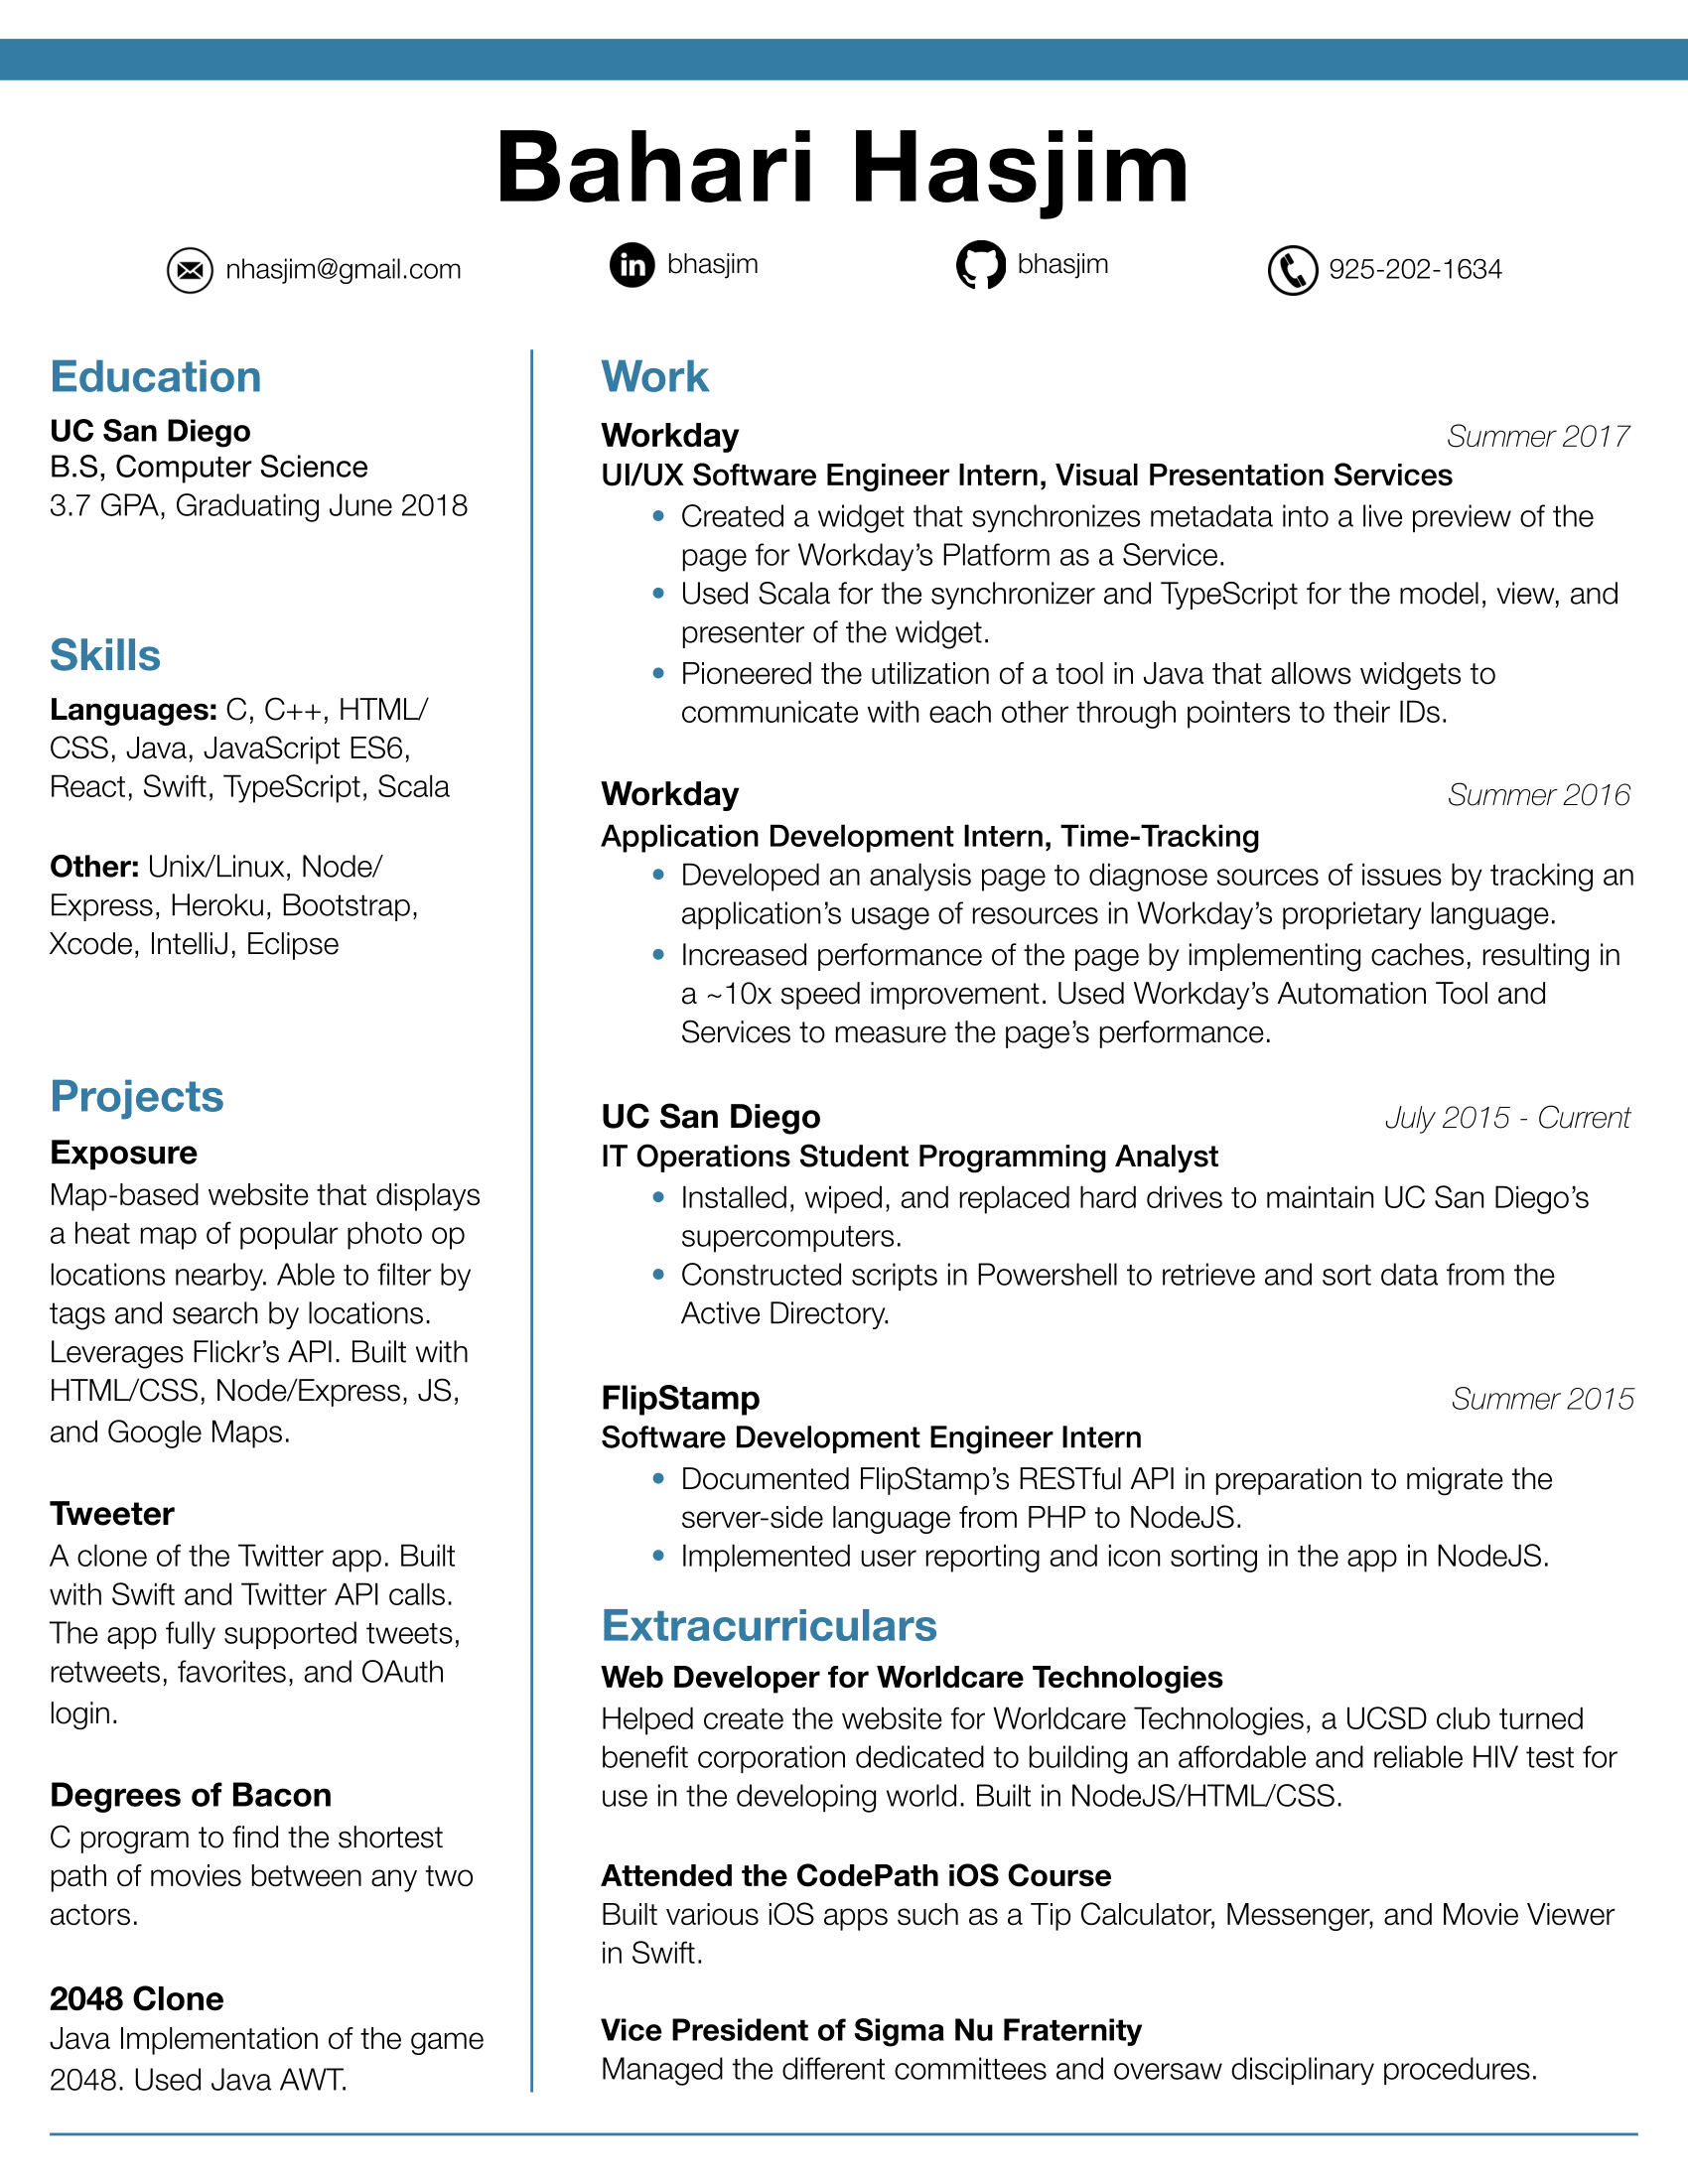 Bahari Hasjim
nhasjim@gmail.com
bhasjim
bhasjim
925-202-1634
Education
UC San Diego
B.S, Computer Science
3.7 GPA, Graduating June 2018
Skills
Languages: C, C++, HTML/
CSS, Java, JavaScript ES6,
React, Swift, TypeScript, Scala
Other: Unix/Linux, Node/
Express, Heroku, Bootstrap,
Xcode, IntelliJ, Eclipse
Projects
Exposure
Map-based website that displays
a heat map of popular photo op
locations nearby. Able to filter by
tags and search by locations.
Leverages Flickr’s API. Built with
HTML/CSS, Node/Express, JS,
and Google Maps.
Tweeter
A clone of the Twitter app. Built
with Swift and Twitter API calls.
The app fully supported tweets,
retweets, favorites, and OAuth
login.
Degrees of Bacon
C program to find the shortest
path of movies between any two
actors.
2048 Clone
Java Implementation of the game
2048. Used Java AWT.
Work
Workday Summer 2017
UI/UX Software Engineer Intern, Visual Presentation Services
• Created a widget that synchronizes metadata into a live preview of the
page for Workday’s Platform as a Service.
• Used Scala for the synchronizer and TypeScript for the model, view, and
presenter of the widget.
• Pioneered the utilization of a tool in Java that allows widgets to
communicate with each other through pointers to their IDs.
Workday Summer 2016
Application Development Intern, Time-Tracking
• Developed an analysis page to diagnose sources of issues by tracking an
application’s usage of resources in Workday’s proprietary language.
• Increased performance of the page by implementing caches, resulting in
a ~10x speed improvement. Used Workday’s Automation Tool and
Services to measure the page’s performance.
UC San Diego July 2015 - Current
IT Operations Student Programming Analyst
• Installed, wiped, and replaced hard drives to maintain UC San Diego’s
supercomputers.
• Constructed scripts in Powershell to retrieve and sort data from the
Active Directory.
FlipStamp Summer 2015
Software Development Engineer Intern
• Documented FlipStamp’s RESTful API in preparation to migrate the
server-side language from PHP to NodeJS.
• Implemented user reporting and icon sorting in the app in NodeJS.
Extracurriculars
Web Developer for Worldcare Technologies
Helped create the website for Worldcare Technologies, a UCSD club turned
benefit corporation dedicated to building an affordable and reliable HIV test for
use in the developing world. Built in NodeJS/HTML/CSS.
Attended the CodePath iOS Course
Built various iOS apps such as a Tip Calculator, Messenger, and Movie Viewer
in Swift.
Vice President of Sigma Nu Fraternity
Managed the different committees and oversaw disciplinary procedures.